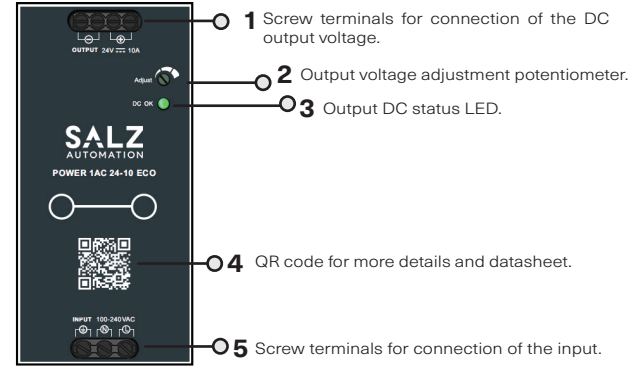 1 Screw terminals for connection of the DC
output voltage.
OUTPUT 24V ⎓ 10A
Adjust
2 Output voltage adjustment potentiometer.
DC OK
3 Output DC status LED.
SALZ
AUTOMATION
POWER 1AC 24-10 ECO
4 QR code for more details and datasheet.
INPUT 100-240VAC
N L
5 Screw terminals for connection of the input.